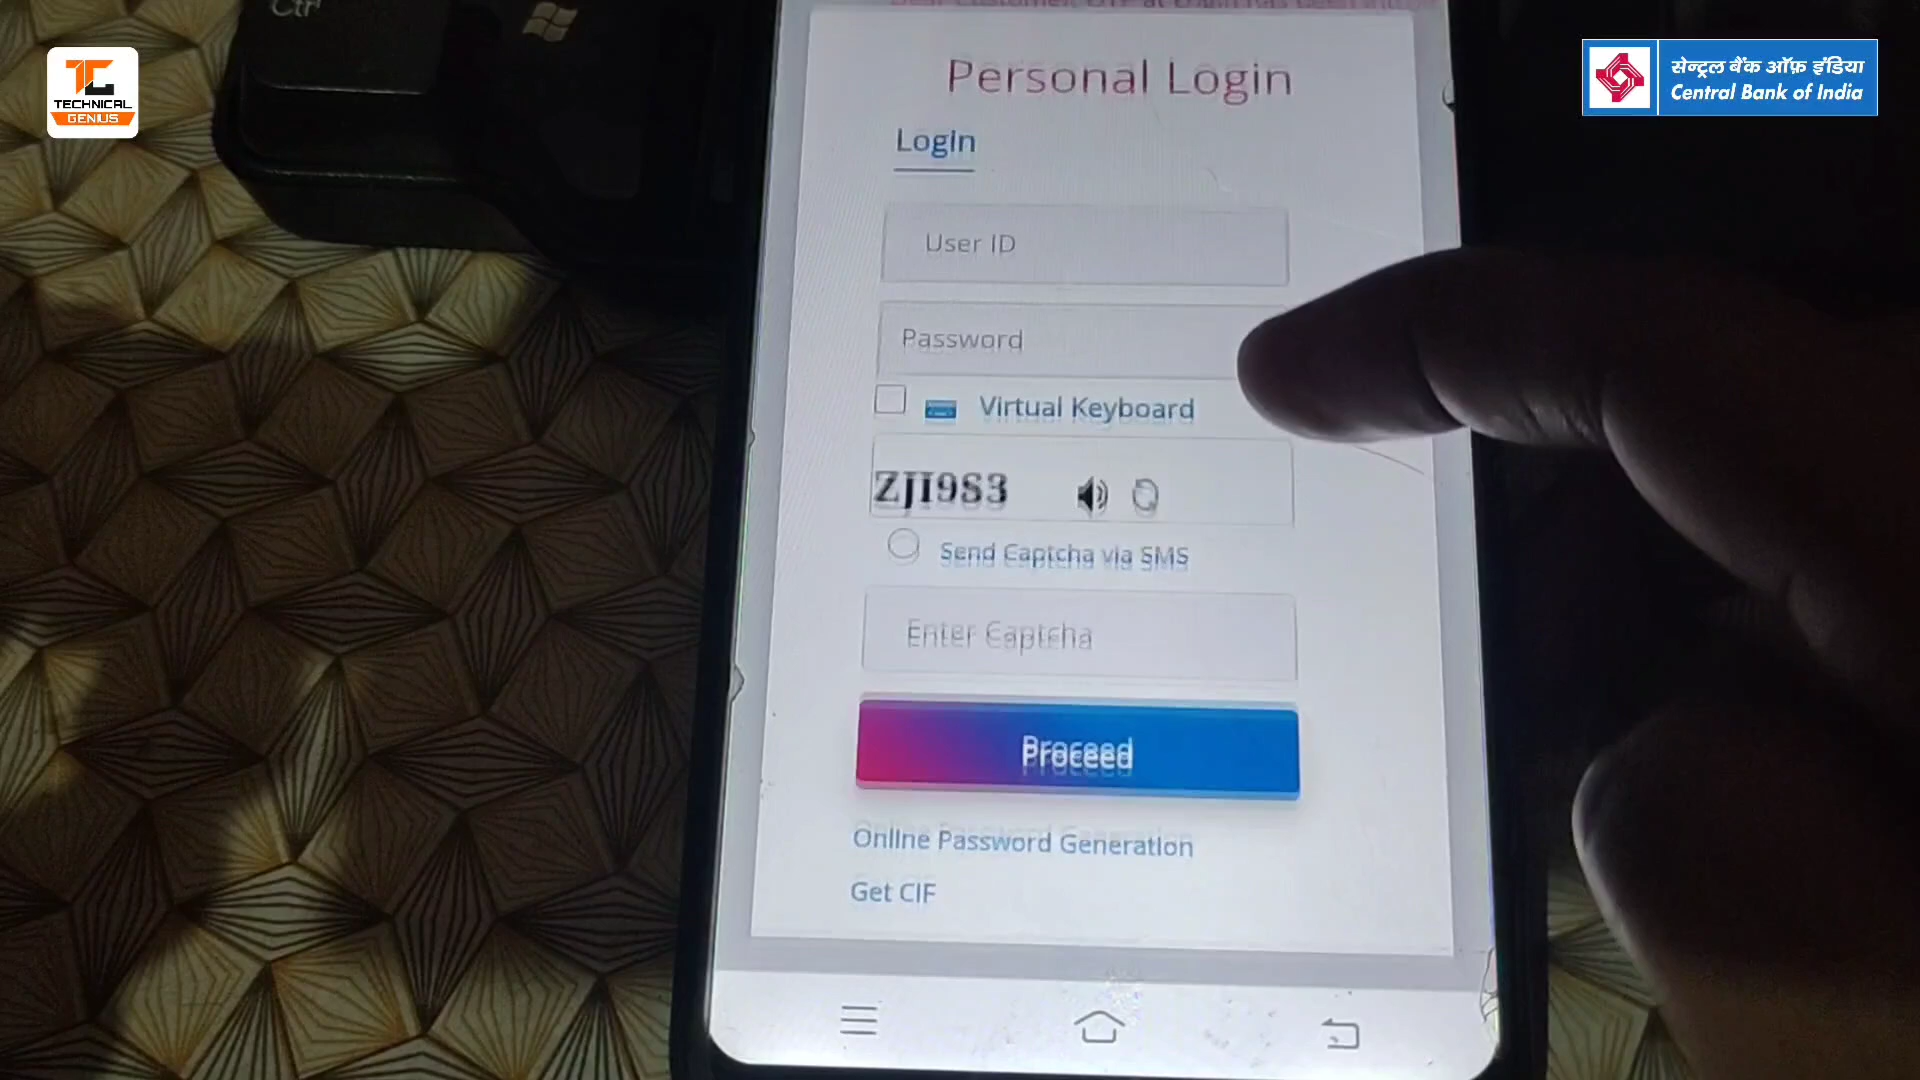 Ctrl
TECHNICAL
GENIUS
सेन्ट्रल बैंक ऑफ़ इंडिया
Central Bank of India
Personal Login
Login
User ID
Password
Virtual Keyboard
ZJI983
Send Captcha via SMS
Enter Captcha
Proceed
Online Password Generation
Get CIF